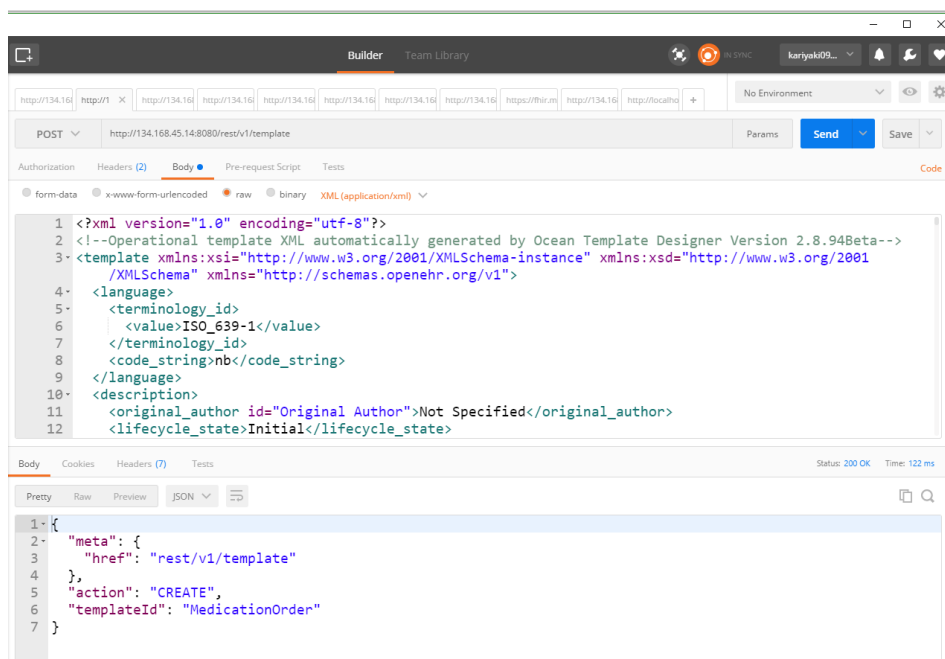 Builder Team Library IN SYNC kariyaki09...
http://134.16 http://1 http://134.16 http://134.16 http://134.16 http://134.16 http://134.16 http://134.16 https://fhir.m http://134.16 http://localho + No Environment
POST http://134.168.45.14:8080/rest/v1/template Params Send Save
Authorization Headers (2) Body Pre-request Script Tests Code
form-data x-www-form-urlencoded raw binary XML (application/xml)
1 <?xml version="1.0" encoding="utf-8"?>
2 <!--Operational template XML automatically generated by Ocean Template Designer Version 2.8.94Beta-->
3 <template xmlns:xsi="http://www.w3.org/2001/XMLSchema-instance" xmlns:xsd="http://www.w3.org/2001
/XMLSchema" xmlns="http://schemas.openehr.org/v1">
4 <language>
5 <terminology_id>
6 <value>ISO_639-1</value>
7 </terminology_id>
8 <code_string>nb</code_string>
9 </language>
10 <description>
11 <original_author id="Original Author">Not Specified</original_author>
12 <lifecycle_state>Initial</lifecycle_state>
Body Cookies Headers (7) Tests Status: 200 OK Time: 122 ms
Pretty Raw Preview JSON
1 {
2 "meta": {
3 "href": "rest/v1/template"
4 },
5 "action": "CREATE",
6 "templateId": "MedicationOrder"
7 }